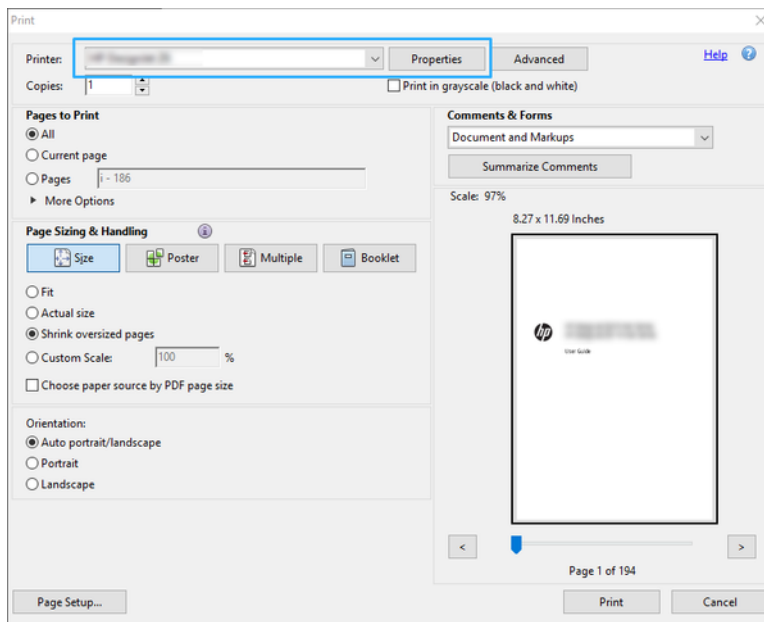 Print
Printer:
Properties
Advanced
Help
Copies: 1
Print in grayscale (black and white)
Pages to Print
All
Current page
Pages i - 186
More Options
Comments & Forms
Document and Markups
Summarize Comments
Scale: 97%
8.27 x 11.69 Inches
hp
User Guide
Page Sizing & Handling
Size
Poster
Multiple
Booklet
Fit
Actual size
Shrink oversized pages
Custom Scale: 100 %
Choose paper source by PDF page size
Orientation:
Auto portrait/landscape
Portrait
Landscape
<
>
Page 1 of 194
Page Setup...
Print
Cancel